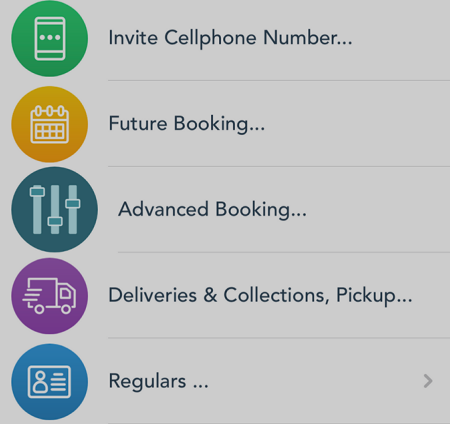 Invite Cellphone Number...
Future Booking...
Advanced Booking...
Deliveries & Collections, Pickup...
Regulars ...